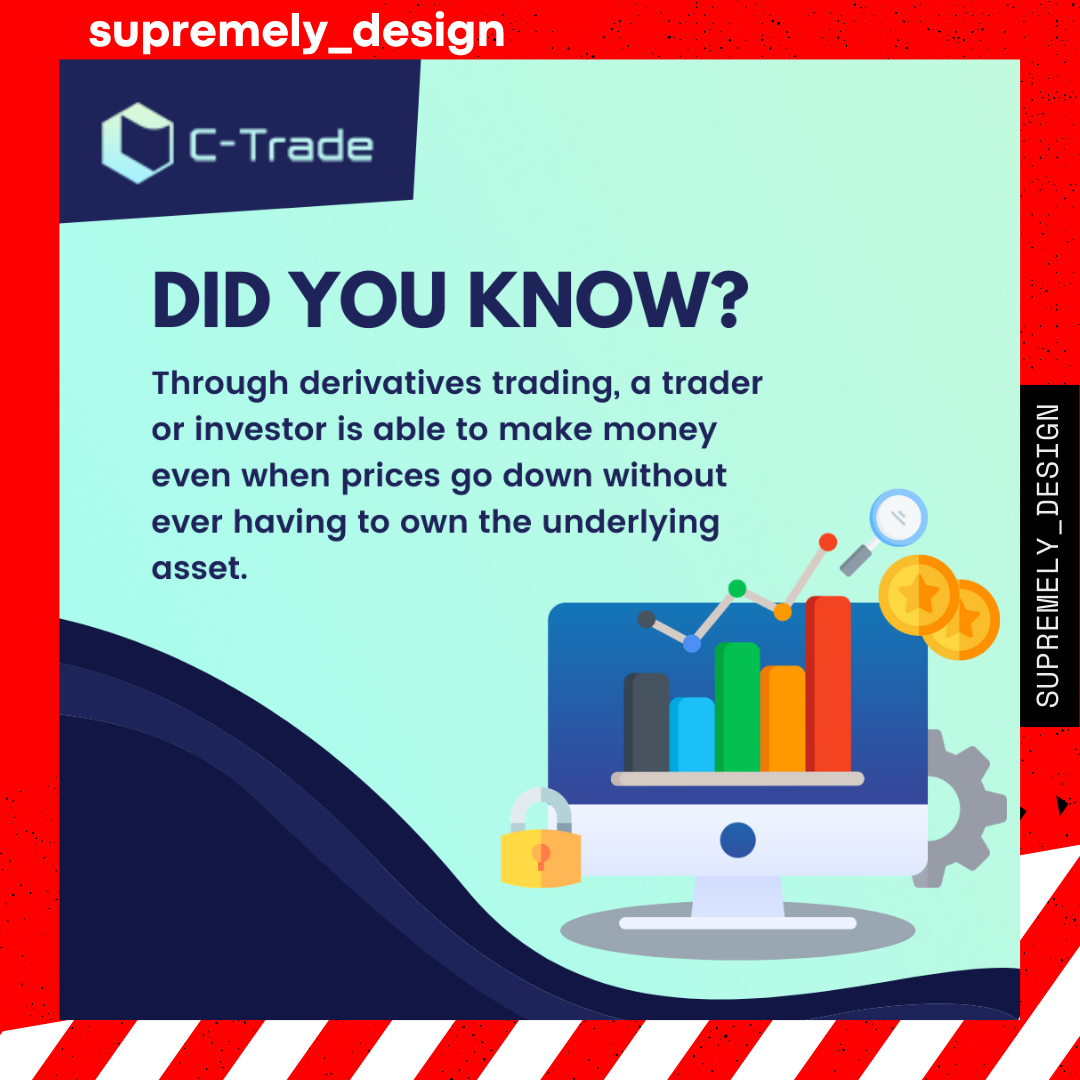 supremely_design
C-Trade
DID YOU KNOW?
Through derivatives trading, a trader
or investor is able to make money
even when prices go down without
ever having to own the underlying
asset.
SUPREMELY_DESIGN